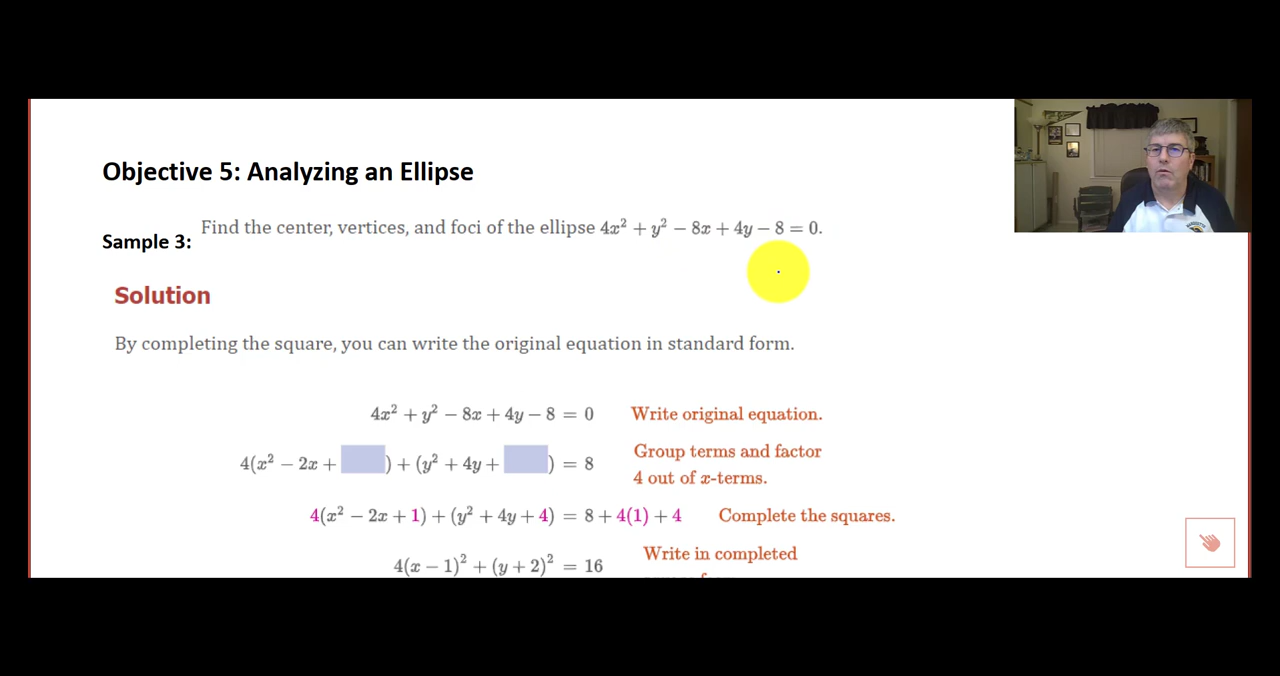 Objective 5: Analyzing an Ellipse
Find the center, vertices, and foci of the ellipse 4x² + y² − 8x + 4y − 8 = 0.
Sample 3:
Solution
By completing the square, you can write the original equation in standard form.
4x² + y² − 8x + 4y − 8 = 0 Write original equation.
4(x² − 2x + ) + (y² + 4y + ) = 8 Group terms and factor
4 out of x-terms.
4(x² − 2x + 1) + (y² + 4y + 4) = 8 + 4(1) + 4 Complete the squares.
4(x − 1)² + (y + 2)² = 16 Write in completed